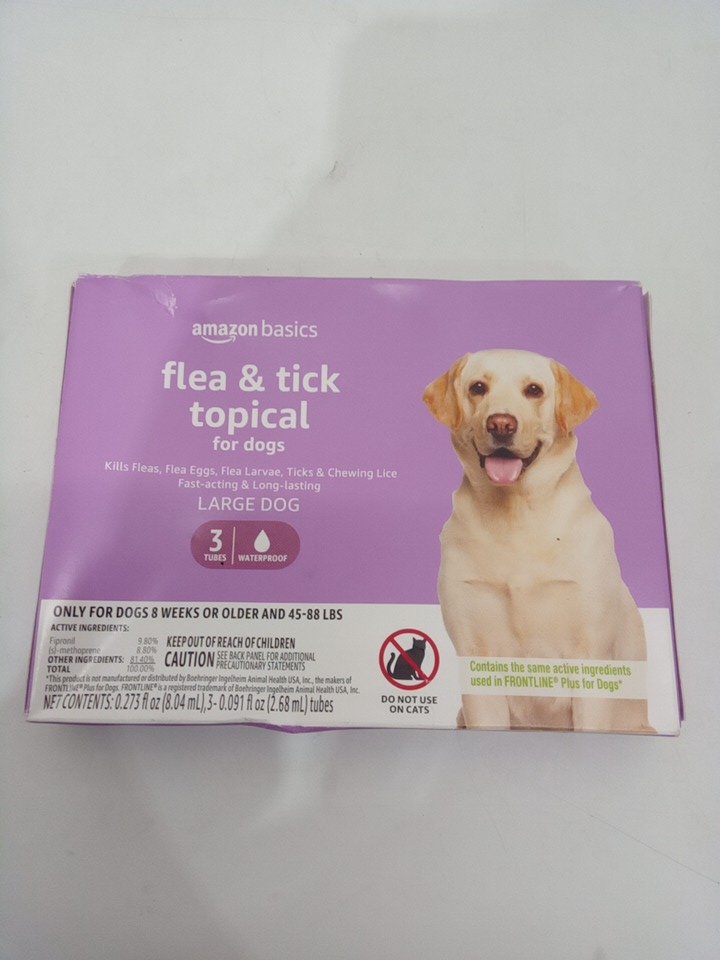 amazon basics
flea & tick
topical
for dogs
Kills Fleas, Flea Eggs, Flea Larvae, Ticks & Chewing Lice
Fast-acting & Long-lasting
LARGE DOG
3
TUBES
WATERPROOF
ONLY FOR DOGS 8 WEEKS OR OLDER AND 45-88 LBS
ACTIVE INGREDIENTS:
Fipronil 9.80%
(s)-methoprene 8.80%
OTHER INGREDIENTS: 81.40%
TOTAL 100.00%
KEEP OUT OF REACH OF CHILDREN
CAUTION SEE BACK PANEL FOR ADDITIONAL
PRECAUTIONARY STATEMENTS
*This product is not manufactured or distributed by Boehringer Ingelheim Animal Health USA, Inc., the makers of
FRONTLINE® Plus for Dogs. FRONTLINE® is a registered trademark of Boehringer Ingelheim Animal Health USA, Inc.
NET CONTENTS: 0.273 fl oz (8.04 mL), 3- 0.091 fl oz (2.68 mL) tubes
DO NOT USE
ON CATS
Contains the same active ingredients
used in FRONTLINE® Plus for Dogs*